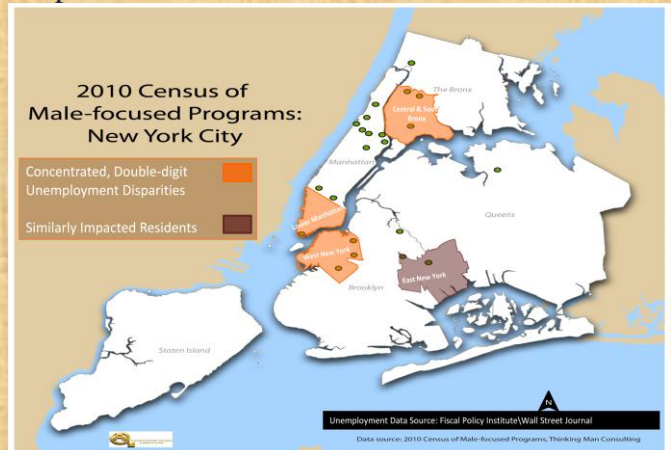 2010 Census of
Male-focused Programs:
New York City
Concentrated, Double-digit
Unemployment Disparities
Similarly Impacted Residents
The Bronx
Central & Sou
Bronx
Manhattan
Queens
Lower Manhattan
West New York
East New York
Brooklyn
Staten Island
N
Unemployment Data Source: Fiscal Policy Institute\Wall Street Journal
Data source: 2010 Census of Male-focused Programs, Thinking Man Consulting